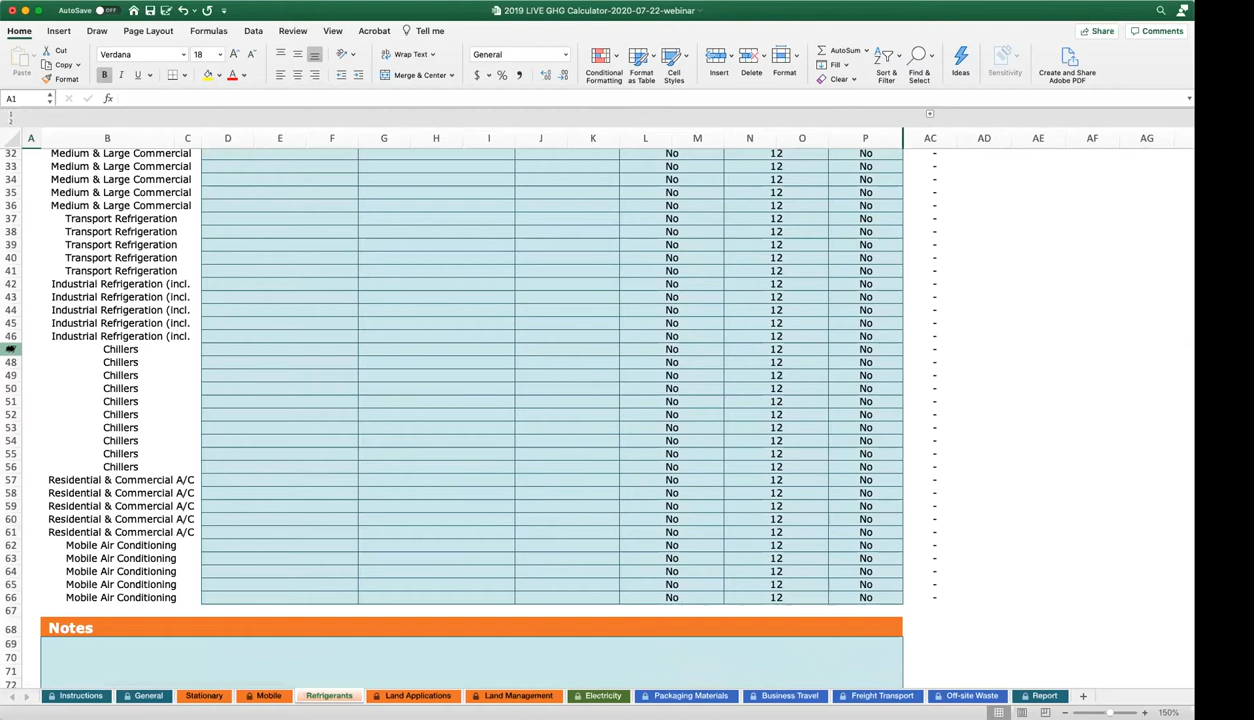 AutoSave OFF 2019 LIVE GHG Calculator-2020-07-22-webinar
Home Insert Draw Page Layout Formulas Data Review View Acrobat Tell me Share Comments
Paste Cut Copy Format Verdana 18 A A B I U A Wrap Text Merge & Center General $ % Conditional Formatting Format as Table Cell Styles Insert Delete Format AutoSum Fill Clear Sort & Filter Find & Select Ideas Sensitivity Create and Share Adobe PDF
A1 fx
1
2
A B C D E F G H I J K L M N O P AC AD AE AF AG
32 Medium & Large Commercial No 12 No -
33 Medium & Large Commercial No 12 No -
34 Medium & Large Commercial No 12 No -
35 Medium & Large Commercial No 12 No -
36 Medium & Large Commercial No 12 No -
37 Transport Refrigeration No 12 No -
38 Transport Refrigeration No 12 No -
39 Transport Refrigeration No 12 No -
40 Transport Refrigeration No 12 No -
41 Transport Refrigeration No 12 No -
42 Industrial Refrigeration (incl. No 12 No -
43 Industrial Refrigeration (incl. No 12 No -
44 Industrial Refrigeration (incl. No 12 No -
45 Industrial Refrigeration (incl. No 12 No -
46 Industrial Refrigeration (incl. No 12 No -
Chillers No 12 No -
48 Chillers No 12 No -
49 Chillers No 12 No -
50 Chillers No 12 No -
51 Chillers No 12 No -
52 Chillers No 12 No -
53 Chillers No 12 No -
54 Chillers No 12 No -
55 Chillers No 12 No -
56 Chillers No 12 No -
57 Residential & Commercial A/C No 12 No -
58 Residential & Commercial A/C No 12 No -
59 Residential & Commercial A/C No 12 No -
60 Residential & Commercial A/C No 12 No -
61 Residential & Commercial A/C No 12 No -
62 Mobile Air Conditioning No 12 No -
63 Mobile Air Conditioning No 12 No -
64 Mobile Air Conditioning No 12 No -
65 Mobile Air Conditioning No 12 No -
66 Mobile Air Conditioning No 12 No -
67
68 Notes
69
70
71
72
Instructions General Stationary Mobile Refrigerants Land Applications Land Management Electricity Packaging Materials Business Travel Freight Transport Off-site Waste Report +
150%